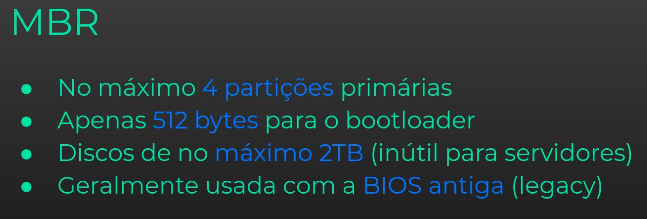 MBR
● No máximo 4 partições primárias
● Apenas 512 bytes para o bootloader
● Discos de no máximo 2TB (inútil para servidores)
● Geralmente usada com a BIOS antiga (legacy)